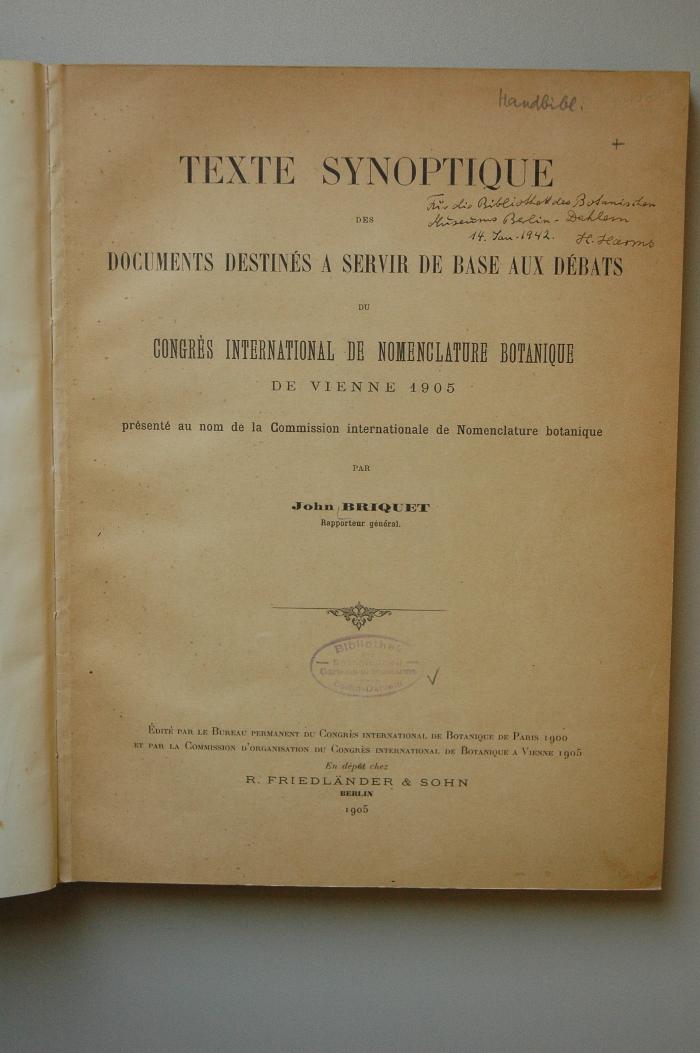 Handbibl.
+
TEXTE SYNOPTIQUE
Für die Bibliothek des Botanischen
Museums Berlin-Dahlem
14. Jan. 1942. H. Harms
DES
DOCUMENTS DESTINÉS A SERVIR DE BASE AUX DÉBATS
DU
CONGRÈS INTERNATIONAL DE NOMENCLATURE BOTANIQUE
DE VIENNE 1905
présenté au nom de la Commission internationale de Nomenclature botanique
PAR
John BRIQUET
Rapporteur général.
Bibliothek
Berlin-Dahlem
ÉDITÉ PAR LE BUREAU PERMANENT DU CONGRÈS INTERNATIONAL DE BOTANIQUE DE PARIS 1900
ET PAR LA COMMISSION D'ORGANISATION DU CONGRÈS INTERNATIONAL DE BOTANIQUE A VIENNE 1905
En dépôt chez
R. FRIEDLÄNDER & SOHN
BERLIN
1905